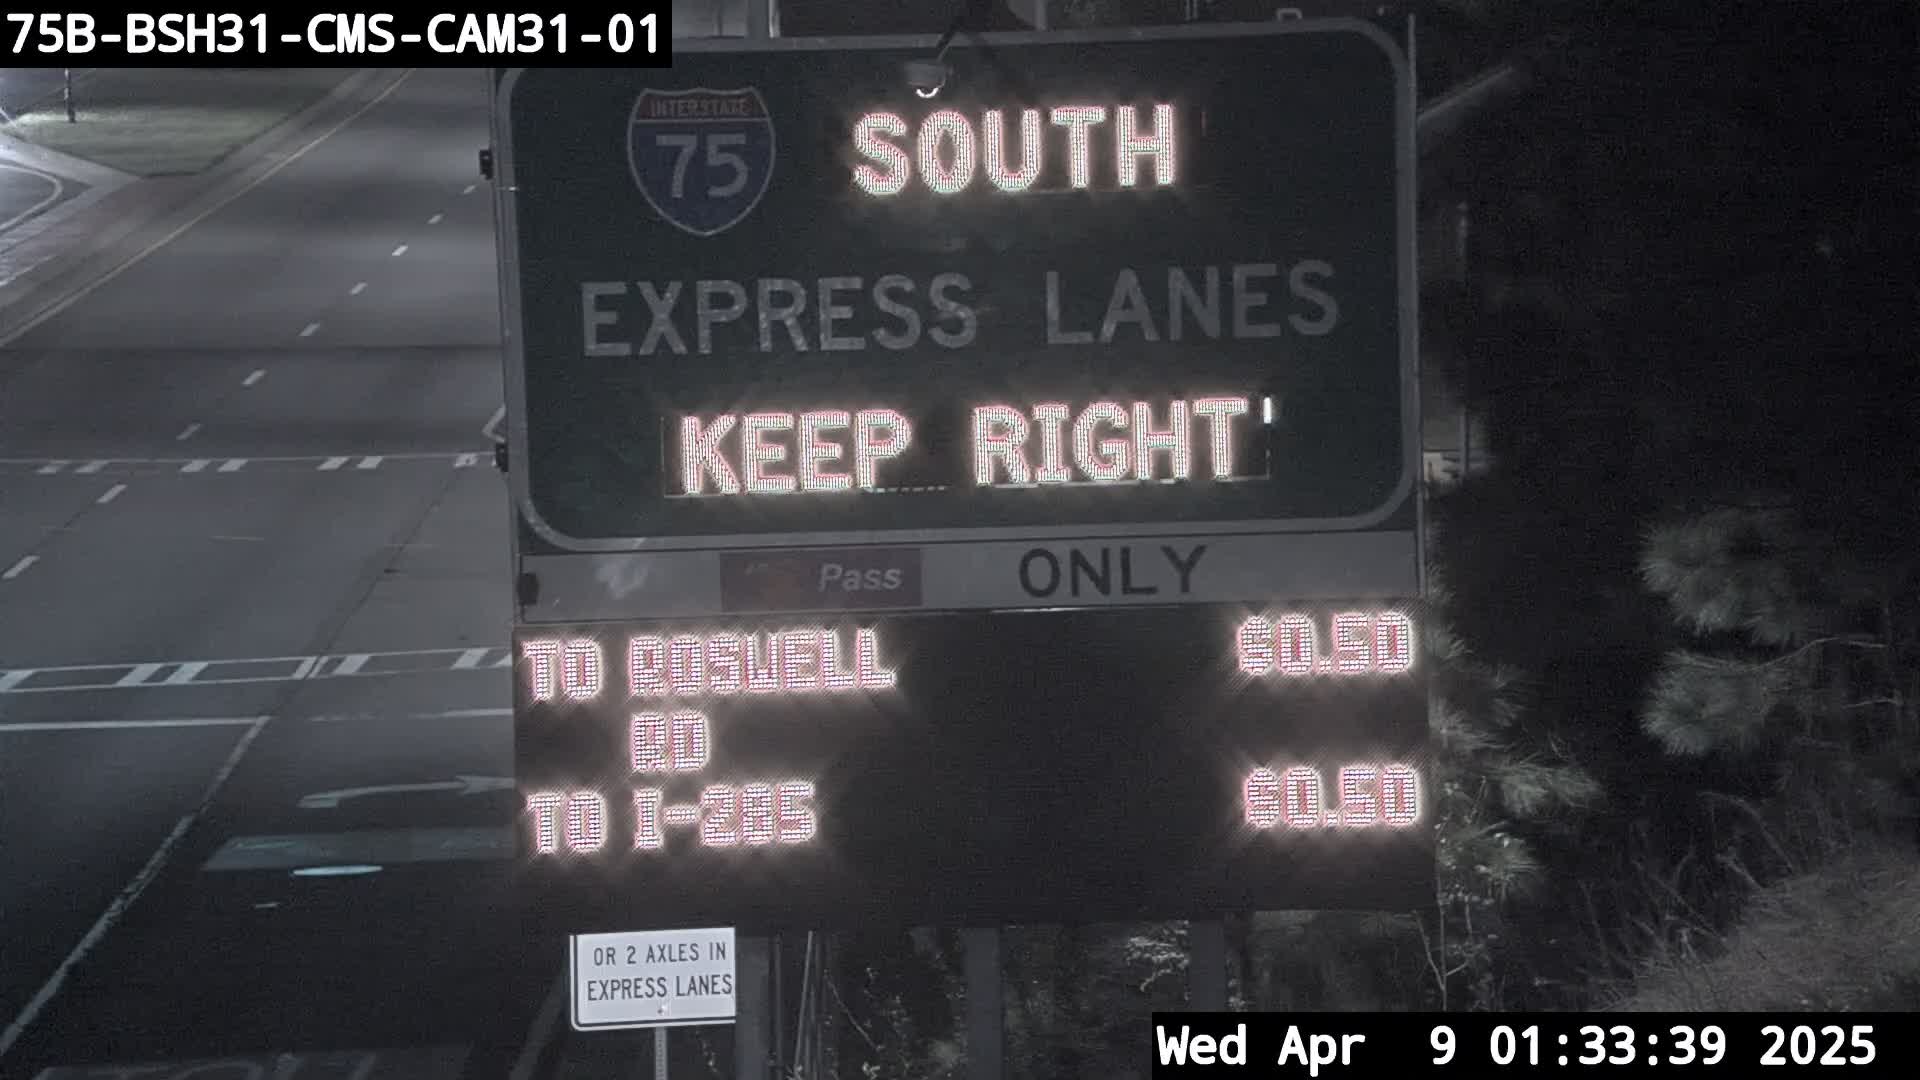 75B-BSH31-CMS-CAM31-01
INTERSTATE
75
SOUTH
EXPRESS LANES
KEEP RIGHT
Pass ONLY
TO ROSWELL $0.50
RD
TO I-285 $0.50
OR 2 AXLES IN
EXPRESS LANES
Wed Apr 9 01:33:39 2025